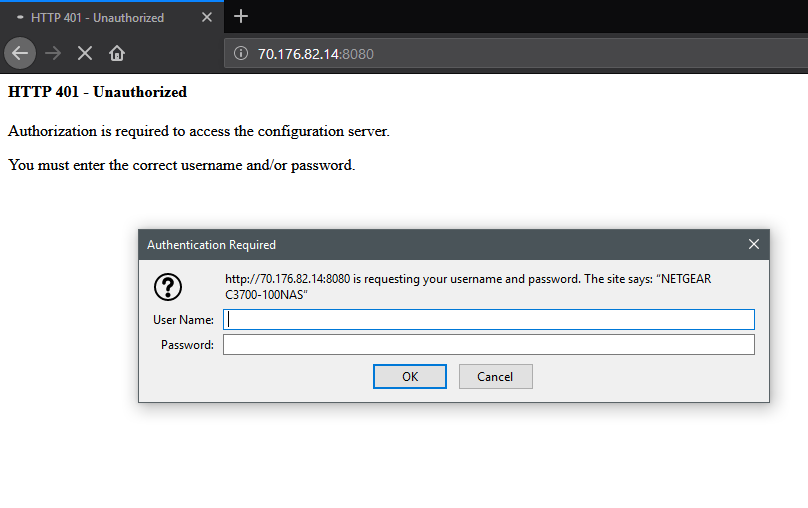 HTTP 401 - Unauthorized
70.176.82.14:8080
HTTP 401 - Unauthorized
Authorization is required to access the configuration server.
You must enter the correct username and/or password.
Authentication Required
http://70.176.82.14:8080 is requesting your username and password. The site says: “NETGEAR
C3700-100NAS”
User Name:
Password:
OK Cancel